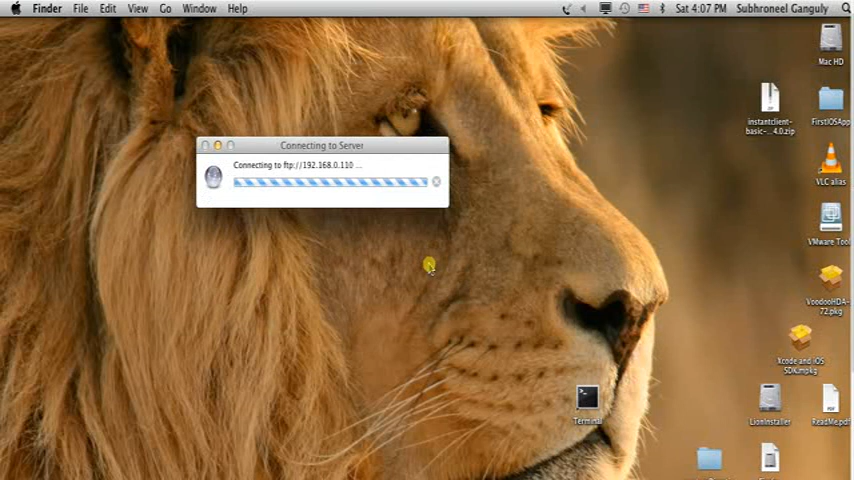 Finder File Edit View Go Window Help
Sat 4:07 PM Subhroneel Ganguly
Connecting to Server
Connecting to ftp://192.168.0.110 ...
Mac HD
instantclient-
basic-...4.0.zip
FirstIOSApp
VLC alias
VMware Tool
VoodooHDA-
72.pkg
Xcode and iOS
SDK.mpkg
Terminal
LionInstaller
ReadMe.pdf